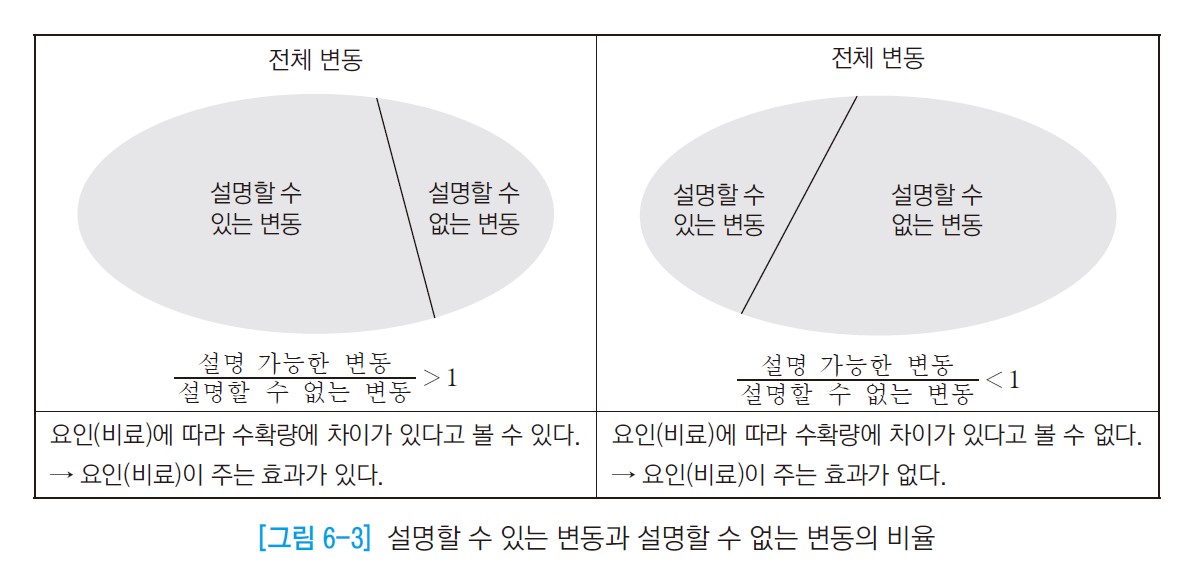 전체 변동
설명할 수
있는 변동
설명할 수
없는 변동
설명 가능한 변동
설명할 수 없는 변동
> 1
요인(비료)에 따라 수확량에 차이가 있다고 볼 수 있다.
→ 요인(비료)이 주는 효과가 있다.
전체 변동
설명할 수
있는 변동
설명할 수
없는 변동
설명 가능한 변동
설명할 수 없는 변동
< 1
요인(비료)에 따라 수확량에 차이가 있다고 볼 수 없다.
→ 요인(비료)이 주는 효과가 없다.
[그림 6-3] 설명할 수 있는 변동과 설명할 수 없는 변동의 비율